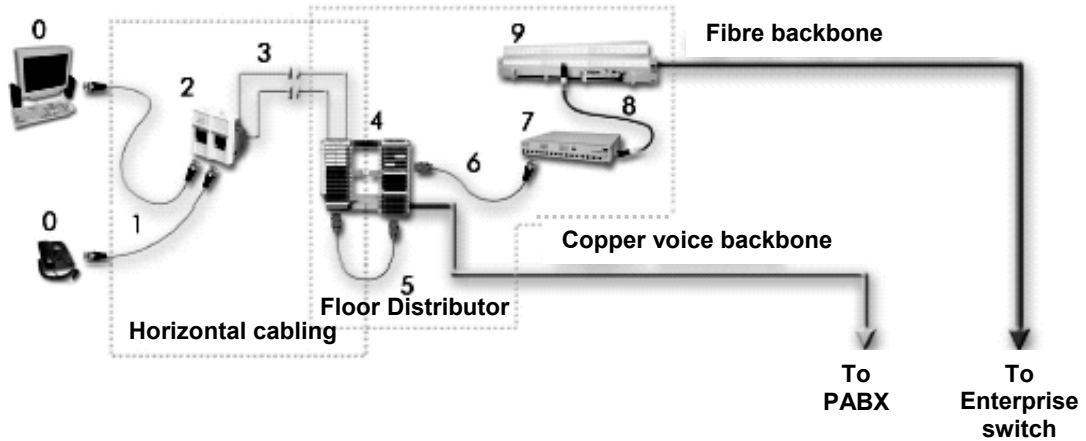 0
9
Fibre backbone
3
2
8
4
7
6
0
1
Copper voice backbone
5
Floor Distributor
Horizontal cabling
To
PABX
To
Enterprise
switch